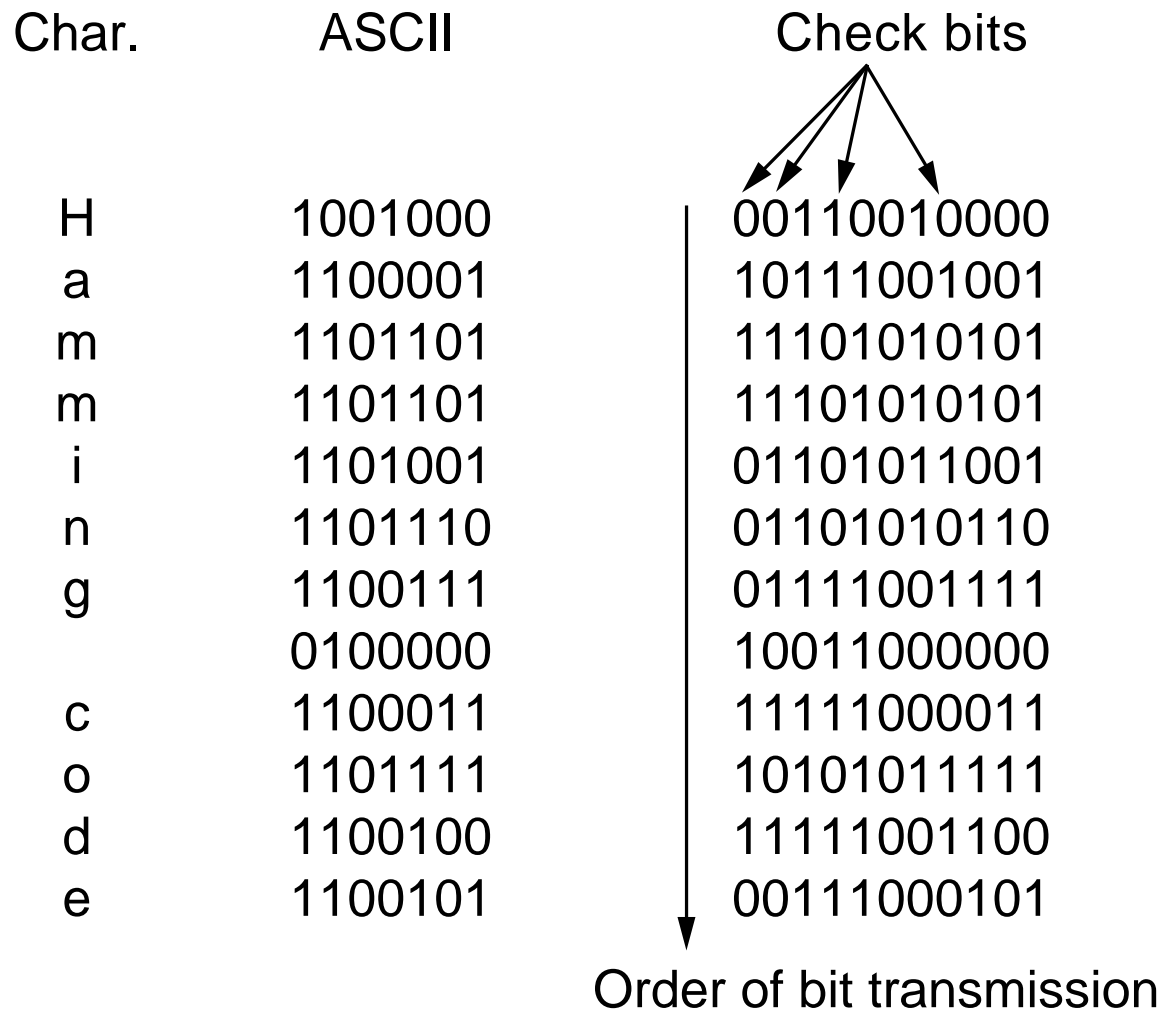 Char. ASCII Check bits
H 1001000 00110010000
a 1100001 10111001001
m 1101101 11101010101
m 1101101 11101010101
i 1101001 01101011001
n 1101110 01101010110
g 1100111 01111001111
0100000 10011000000
c 1100011 11111000011
o 1101111 10101011111
d 1100100 11111001100
e 1100101 00111000101
Order of bit transmission